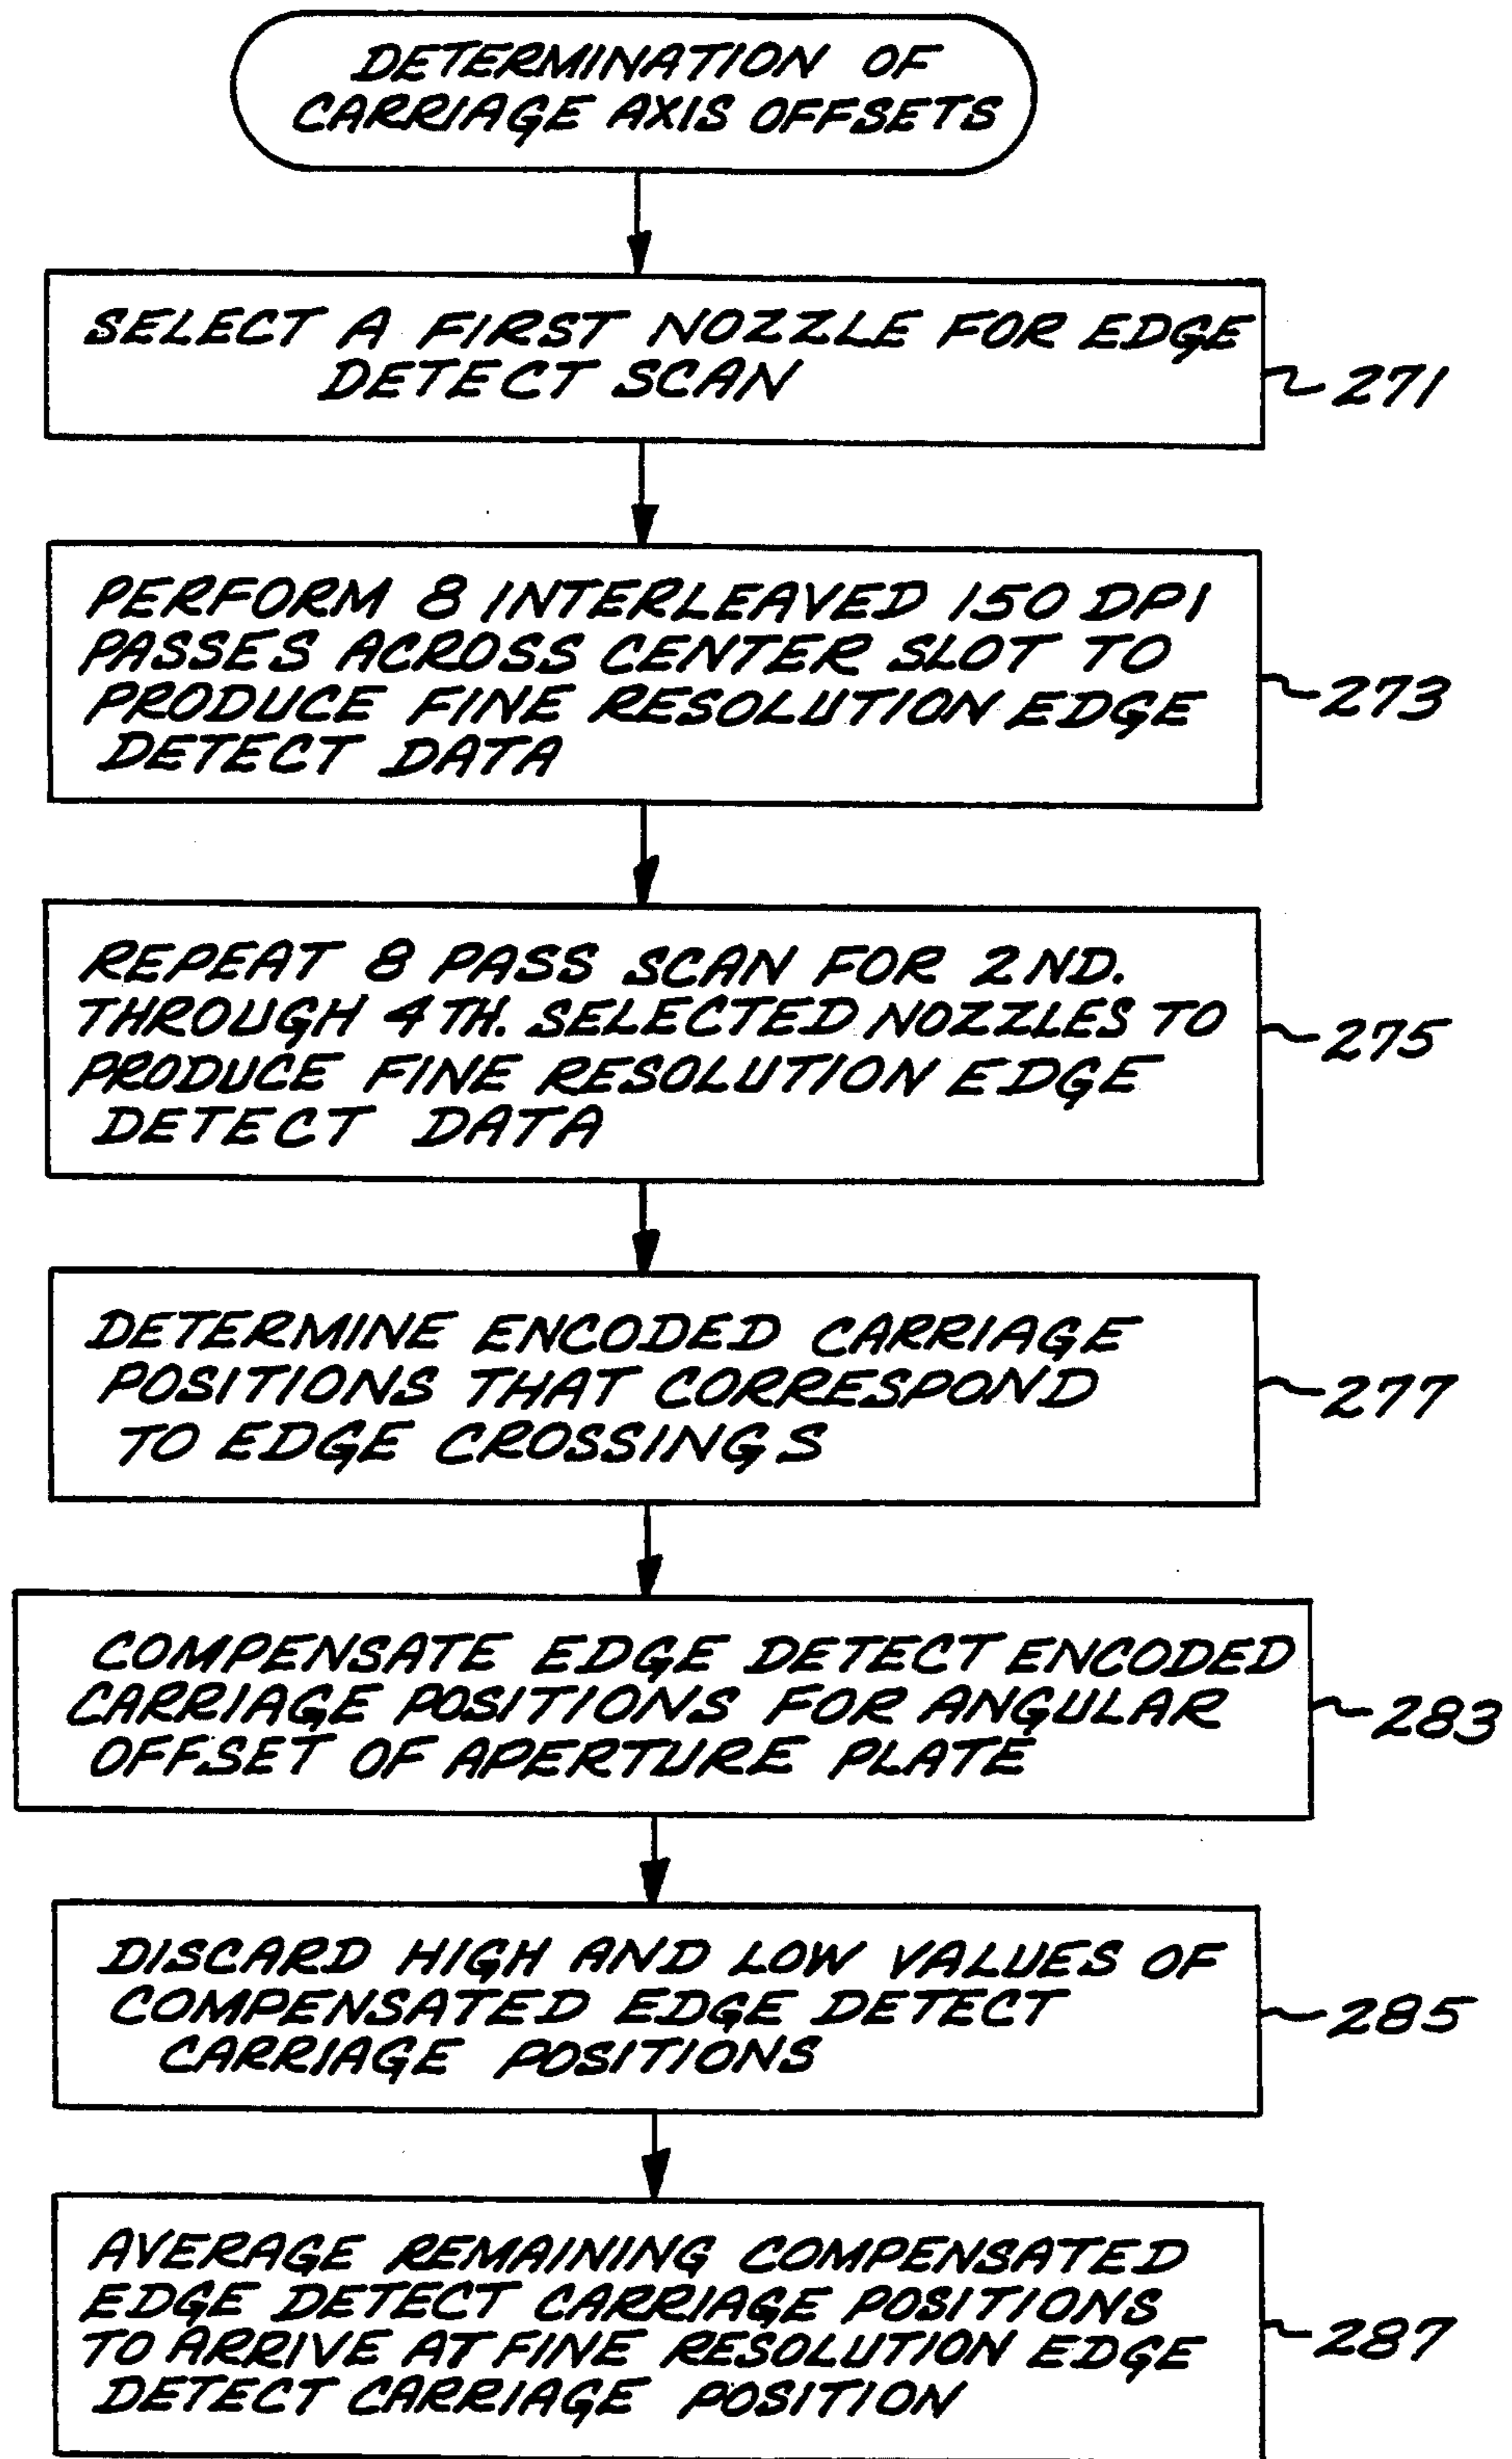 DETERMINATION OF
CARRIAGE AXIS OFFSETS
SELECT A FIRST NOZZLE FOR EDGE
DETECT SCAN
271
PERFORM 8 INTERLEAVED 150 DPI
PASSES ACROSS CENTER SLOT TO
PRODUCE FINE RESOLUTION EDGE
DETECT DATA
273
REPEAT 8 PASS SCAN FOR 2ND.
THROUGH 4TH. SELECTED NOZZLES TO
PRODUCE FINE RESOLUTION EDGE
DETECT DATA
275
DETERMINE ENCODED CARRIAGE
POSITIONS THAT CORRESPOND
TO EDGE CROSSINGS
277
COMPENSATE EDGE DETECT ENCODED
CARRIAGE POSITIONS FOR ANGULAR
OFFSET OF APERTURE PLATE
283
DISCARD HIGH AND LOW VALUES OF
COMPENSATED EDGE DETECT
CARRIAGE POSITIONS
285
AVERAGE REMAINING COMPENSATED
EDGE DETECT CARRIAGE POSITIONS
TO ARRIVE AT FINE RESOLUTION EDGE
DETECT CARRIAGE POSITION
287